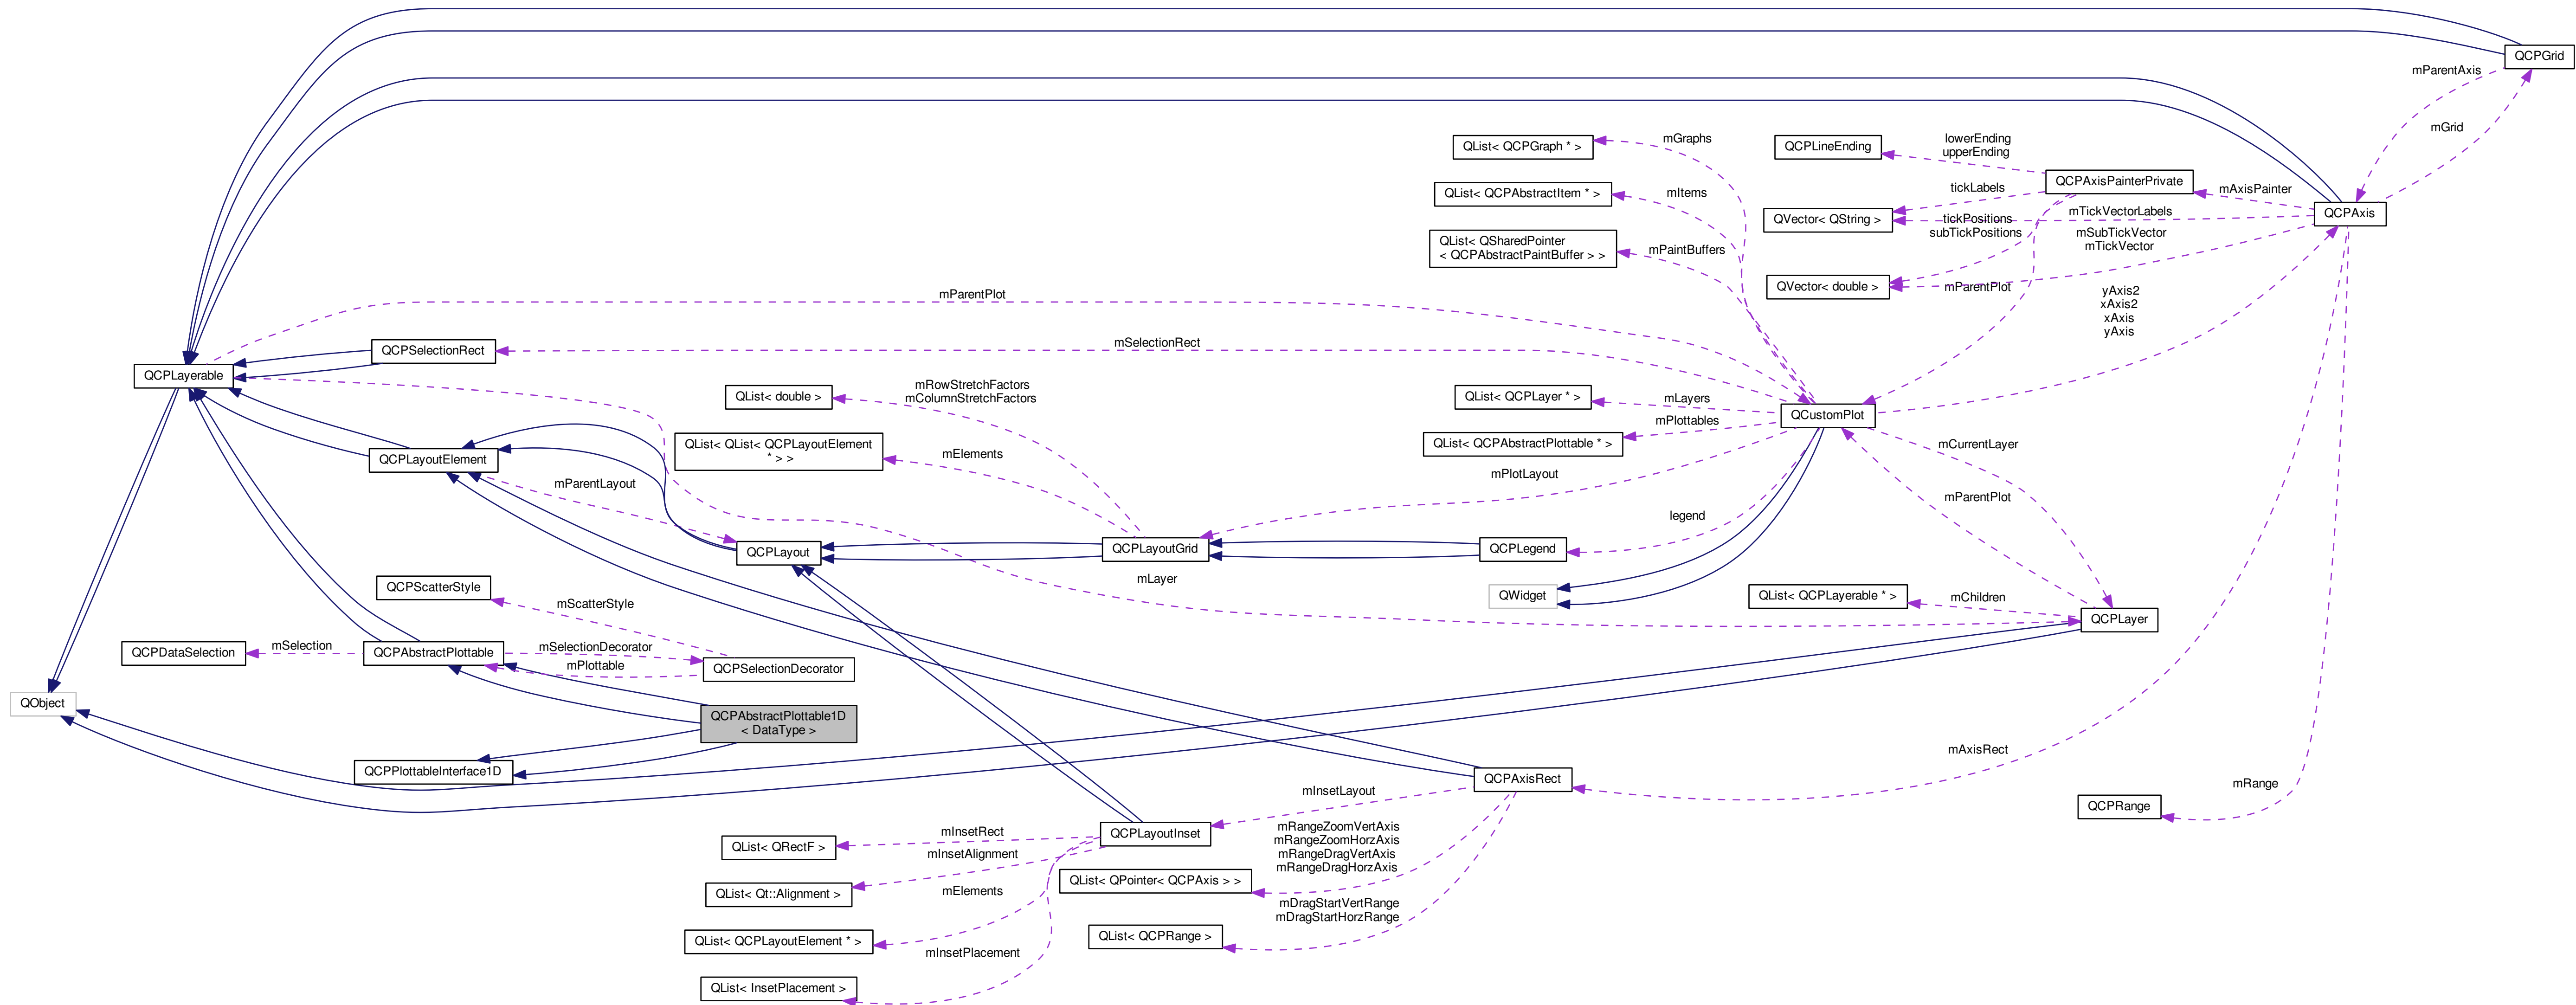 QCPGrid
mParentAxis
mGrid
mGraphs
QList< QCPGraph * >
QCPLineEnding
lowerEnding
upperEnding
QCPAxisPainterPrivate
mAxisPainter
QList< QCPAbstractItem * >
mItems
tickLabels
QVector< QString >
mTickVectorLabels
QCPAxis
tickPositions
subTickPositions
mSubTickVector
mTickVector
QList< QSharedPointer
< QCPAbstractPaintBuffer > >
mPaintBuffers
QVector< double >
mParentPlot
mParentPlot
yAxis2
xAxis2
xAxis
yAxis
QCPSelectionRect
mSelectionRect
QCPLayerable
QList< double >
mRowStretchFactors
mColumnStretchFactors
QList< QCPLayer * >
mLayers
QCustomPlot
mPlottables
QList< QCPAbstractPlottable * >
mCurrentLayer
QCPLayoutElement
QList< QList< QCPLayoutElement
* > >
mElements
mPlotLayout
mParentLayout
mParentPlot
legend
QCPLayout
QCPLayoutGrid
QCPLegend
QCPScatterStyle
mScatterStyle
mLayer
QWidget
QList< QCPLayerable * >
mChildren
QCPLayer
QCPDataSelection
mSelection
QCPAbstractPlottable
mSelectionDecorator
mPlottable
QCPSelectionDecorator
QObject
QCPAbstractPlottable1D
< DataType >
QCPPlottableInterface1D
mAxisRect
QCPAxisRect
mInsetLayout
mRange
QCPRange
QCPLayoutInset
mInsetRect
QList< QRectF >
mRangeZoomVertAxis
mRangeZoomHorzAxis
mRangeDragVertAxis
mRangeDragHorzAxis
mInsetAlignment
QList< Qt::Alignment >
mElements
QList< QPointer< QCPAxis > >
mDragStartVertRange
mDragStartHorzRange
QList< QCPRange >
QList< QCPLayoutElement * >
mInsetPlacement
QList< InsetPlacement >